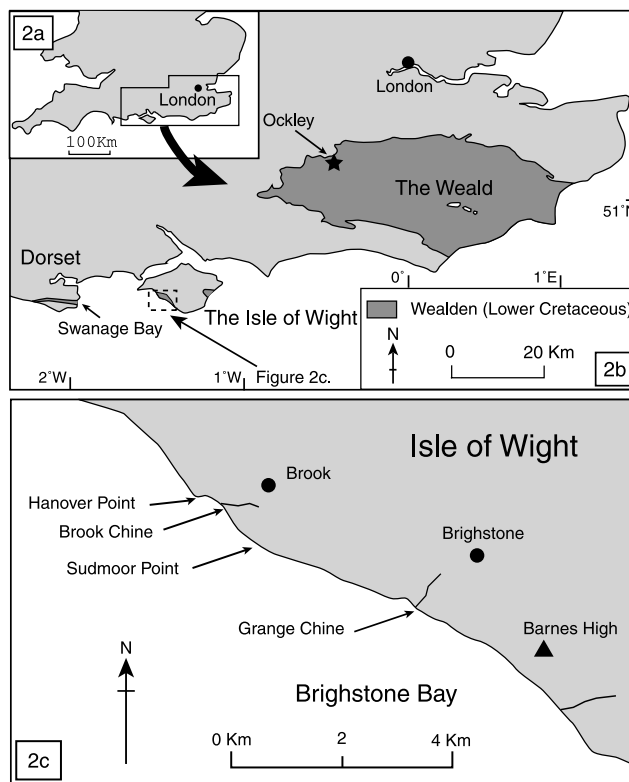 2a
London
100Km
London
Ockley
The Weald
51°N
Dorset
0°
1°E
Swanage Bay
The Isle of Wight
Wealden (Lower Cretaceous)
N
0
20 Km
2°W
1°W
Figure 2c.
2b
Isle of Wight
Brook
Hanover Point
Brook Chine
Brighstone
Sudmoor Point
Grange Chine
Barnes High
N
Brighstone Bay
0 Km
2
4 Km
2c